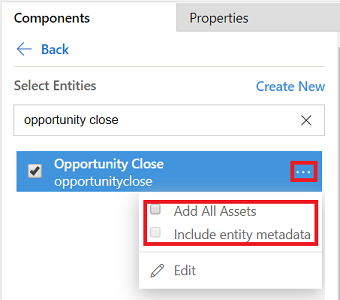 Components Properties
Back
Select Entities Create New
opportunity close
Opportunity Close
opportunityclose
Add All Assets
Include entity metadata
Edit